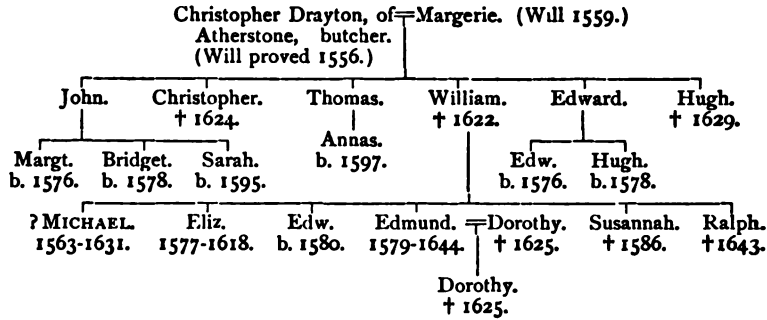 Christopher Drayton, of Margerie. (Will 1559.)
Atherstone, butcher.
(Will proved 1556.)
John. Christopher. Thomas. William. Edward. Hugh.
† 1624. † 1622. † 1629.
Annas.
b. 1597.
Margt. Bridget. Sarah. Edw. Hugh.
b. 1576. b. 1578. b. 1595. b. 1576. b. 1578.
? MICHAEL. Eliz. Edw. Edmund. Dorothy. Susannah. Ralph.
1563-1631. 1577-1618. b. 1580. 1579-1644. † 1625. † 1586. † 1643.
Dorothy.
† 1625.